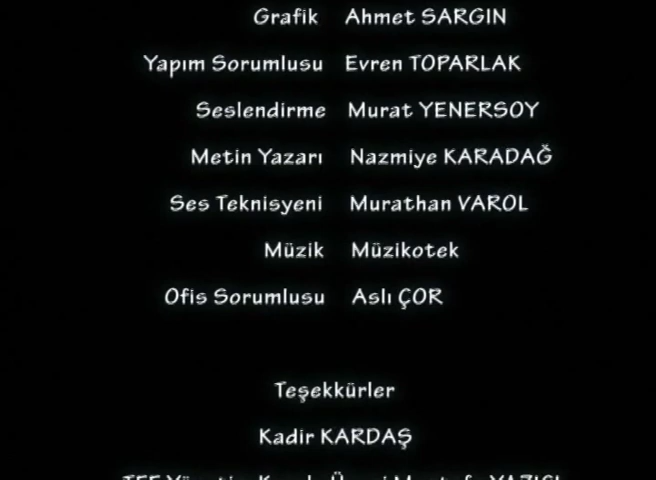 Grafik Ahmet SARGIN
Yapım Sorumlusu Evren TOPARLAK
Seslendirme Murat YENERSOY
Metin Yazarı Nazmiye KARADAĞ
Ses Teknisyeni Murathan VAROL
Müzik Müzikotek
Ofis Sorumlusu Aslı ÇOR
Teşekkürler
Kadir KARDAŞ